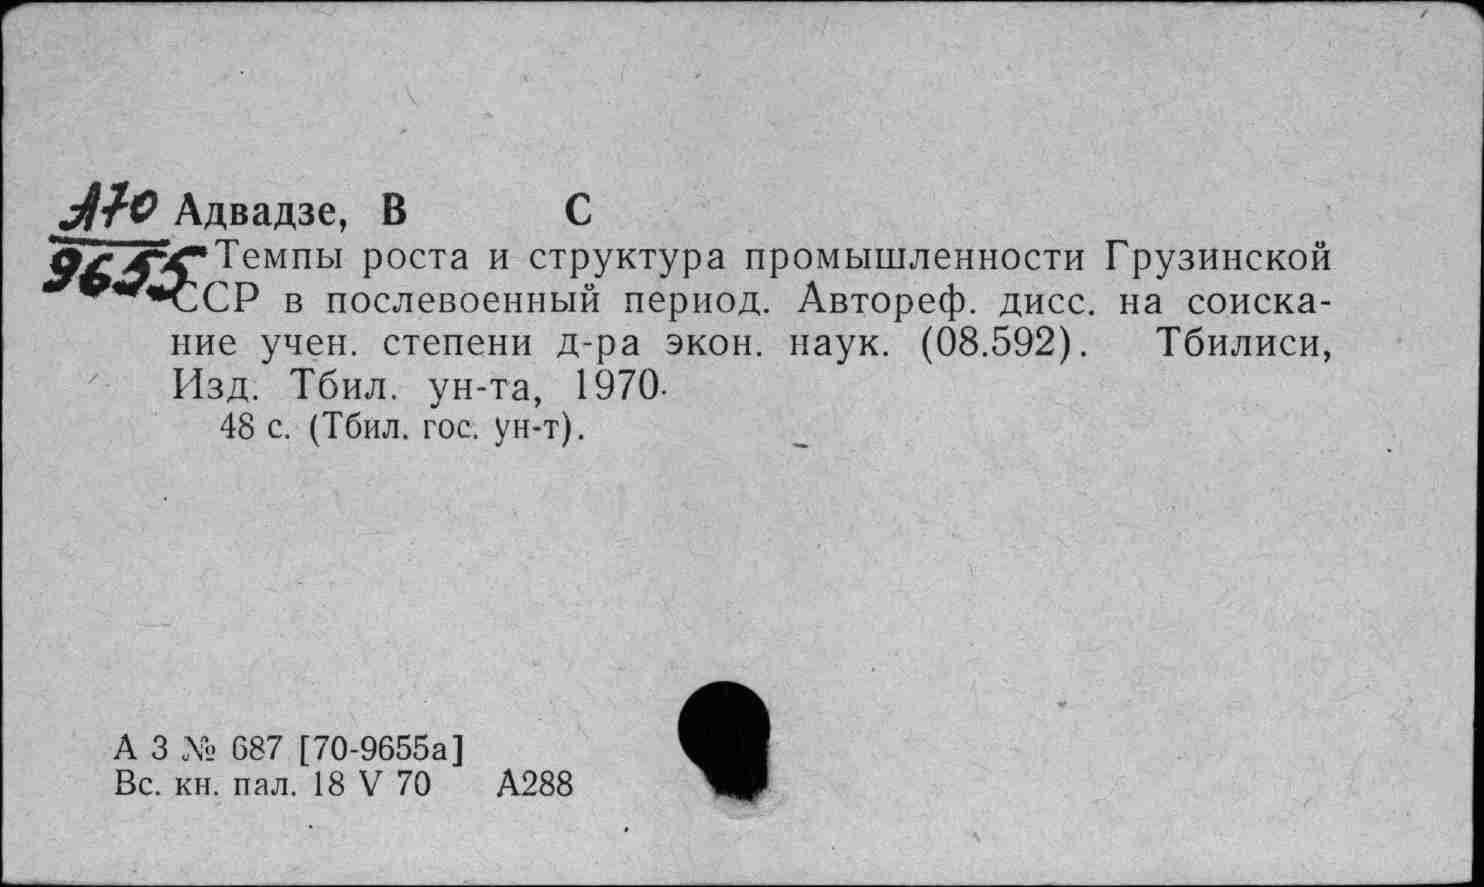 А70 Адвадзе, В С
9655 Темпы роста и структура промышленности Грузинской
ССР в послевоенный период. Автореф. дисс. на соиска-
ние учен. степени д-ра экон. наук. (08.592). Тбилиси,
Изд. Тбил. ун-та, 1970.
48 с. (Тбил. гос. ун-т).
А З № 687 [70-9655а]
Вс. кн. пал. 18 V 70 А288